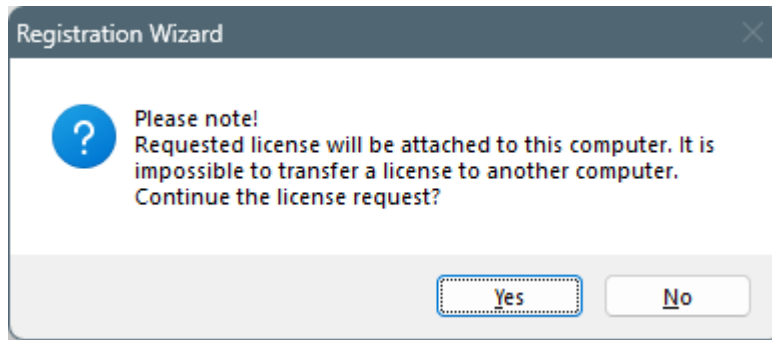 Registration Wizard
?
Please note!
Requested license will be attached to this computer. It is
impossible to transfer a license to another computer.
Continue the license request?
Yes
No